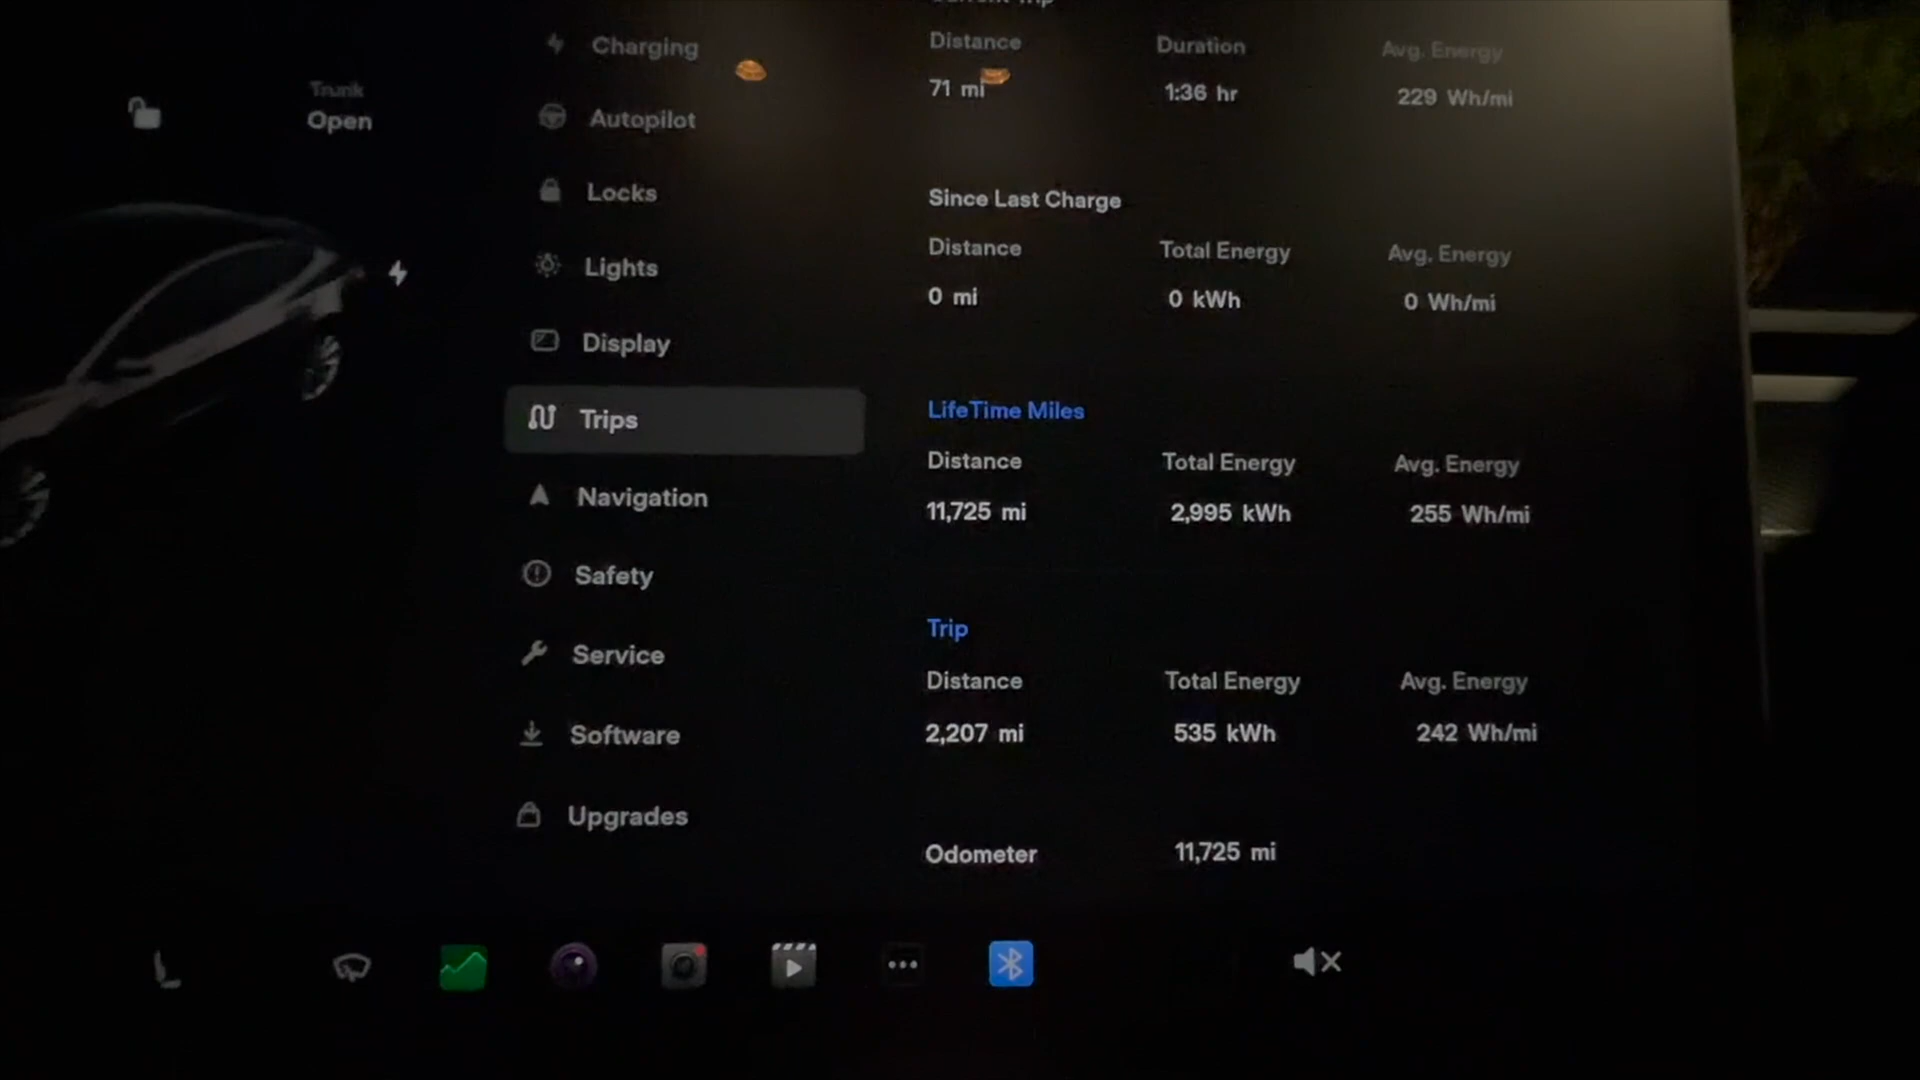 Trunk
Open
Charging
Autopilot
Locks
Lights
Display
Trips
Navigation
Safety
Service
Software
Upgrades
Current Trip
Distance Duration Avg. Energy
71 mi 1:36 hr 229 Wh/mi
Since Last Charge
Distance Total Energy Avg. Energy
0 mi 0 kWh 0 Wh/mi
LifeTime Miles
Distance Total Energy Avg. Energy
11,725 mi 2,995 kWh 255 Wh/mi
Trip
Distance Total Energy Avg. Energy
2,207 mi 535 kWh 242 Wh/mi
Odometer 11,725 mi